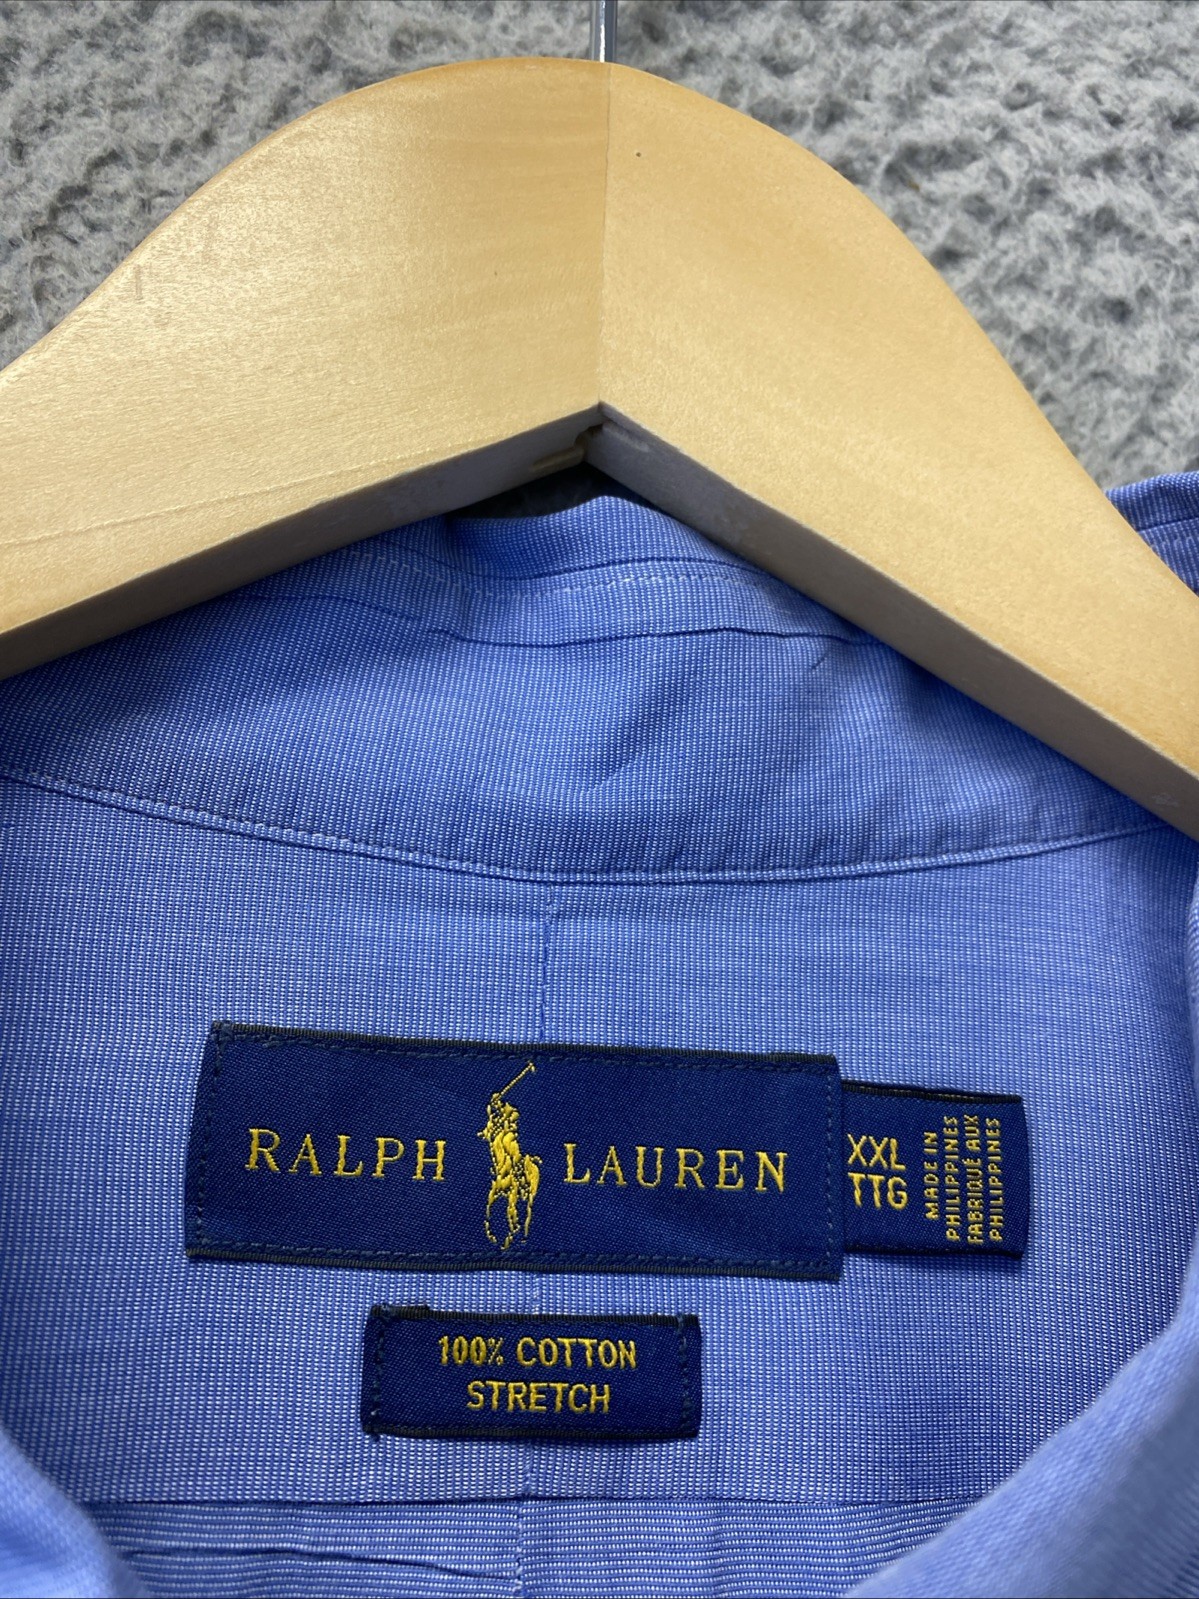 RALPH LAUREN
XXL
TTG
MADE IN
PHILIPPINES
FABRIQUÉ AUX
PHILIPPINES
100% COTTON
STRETCH